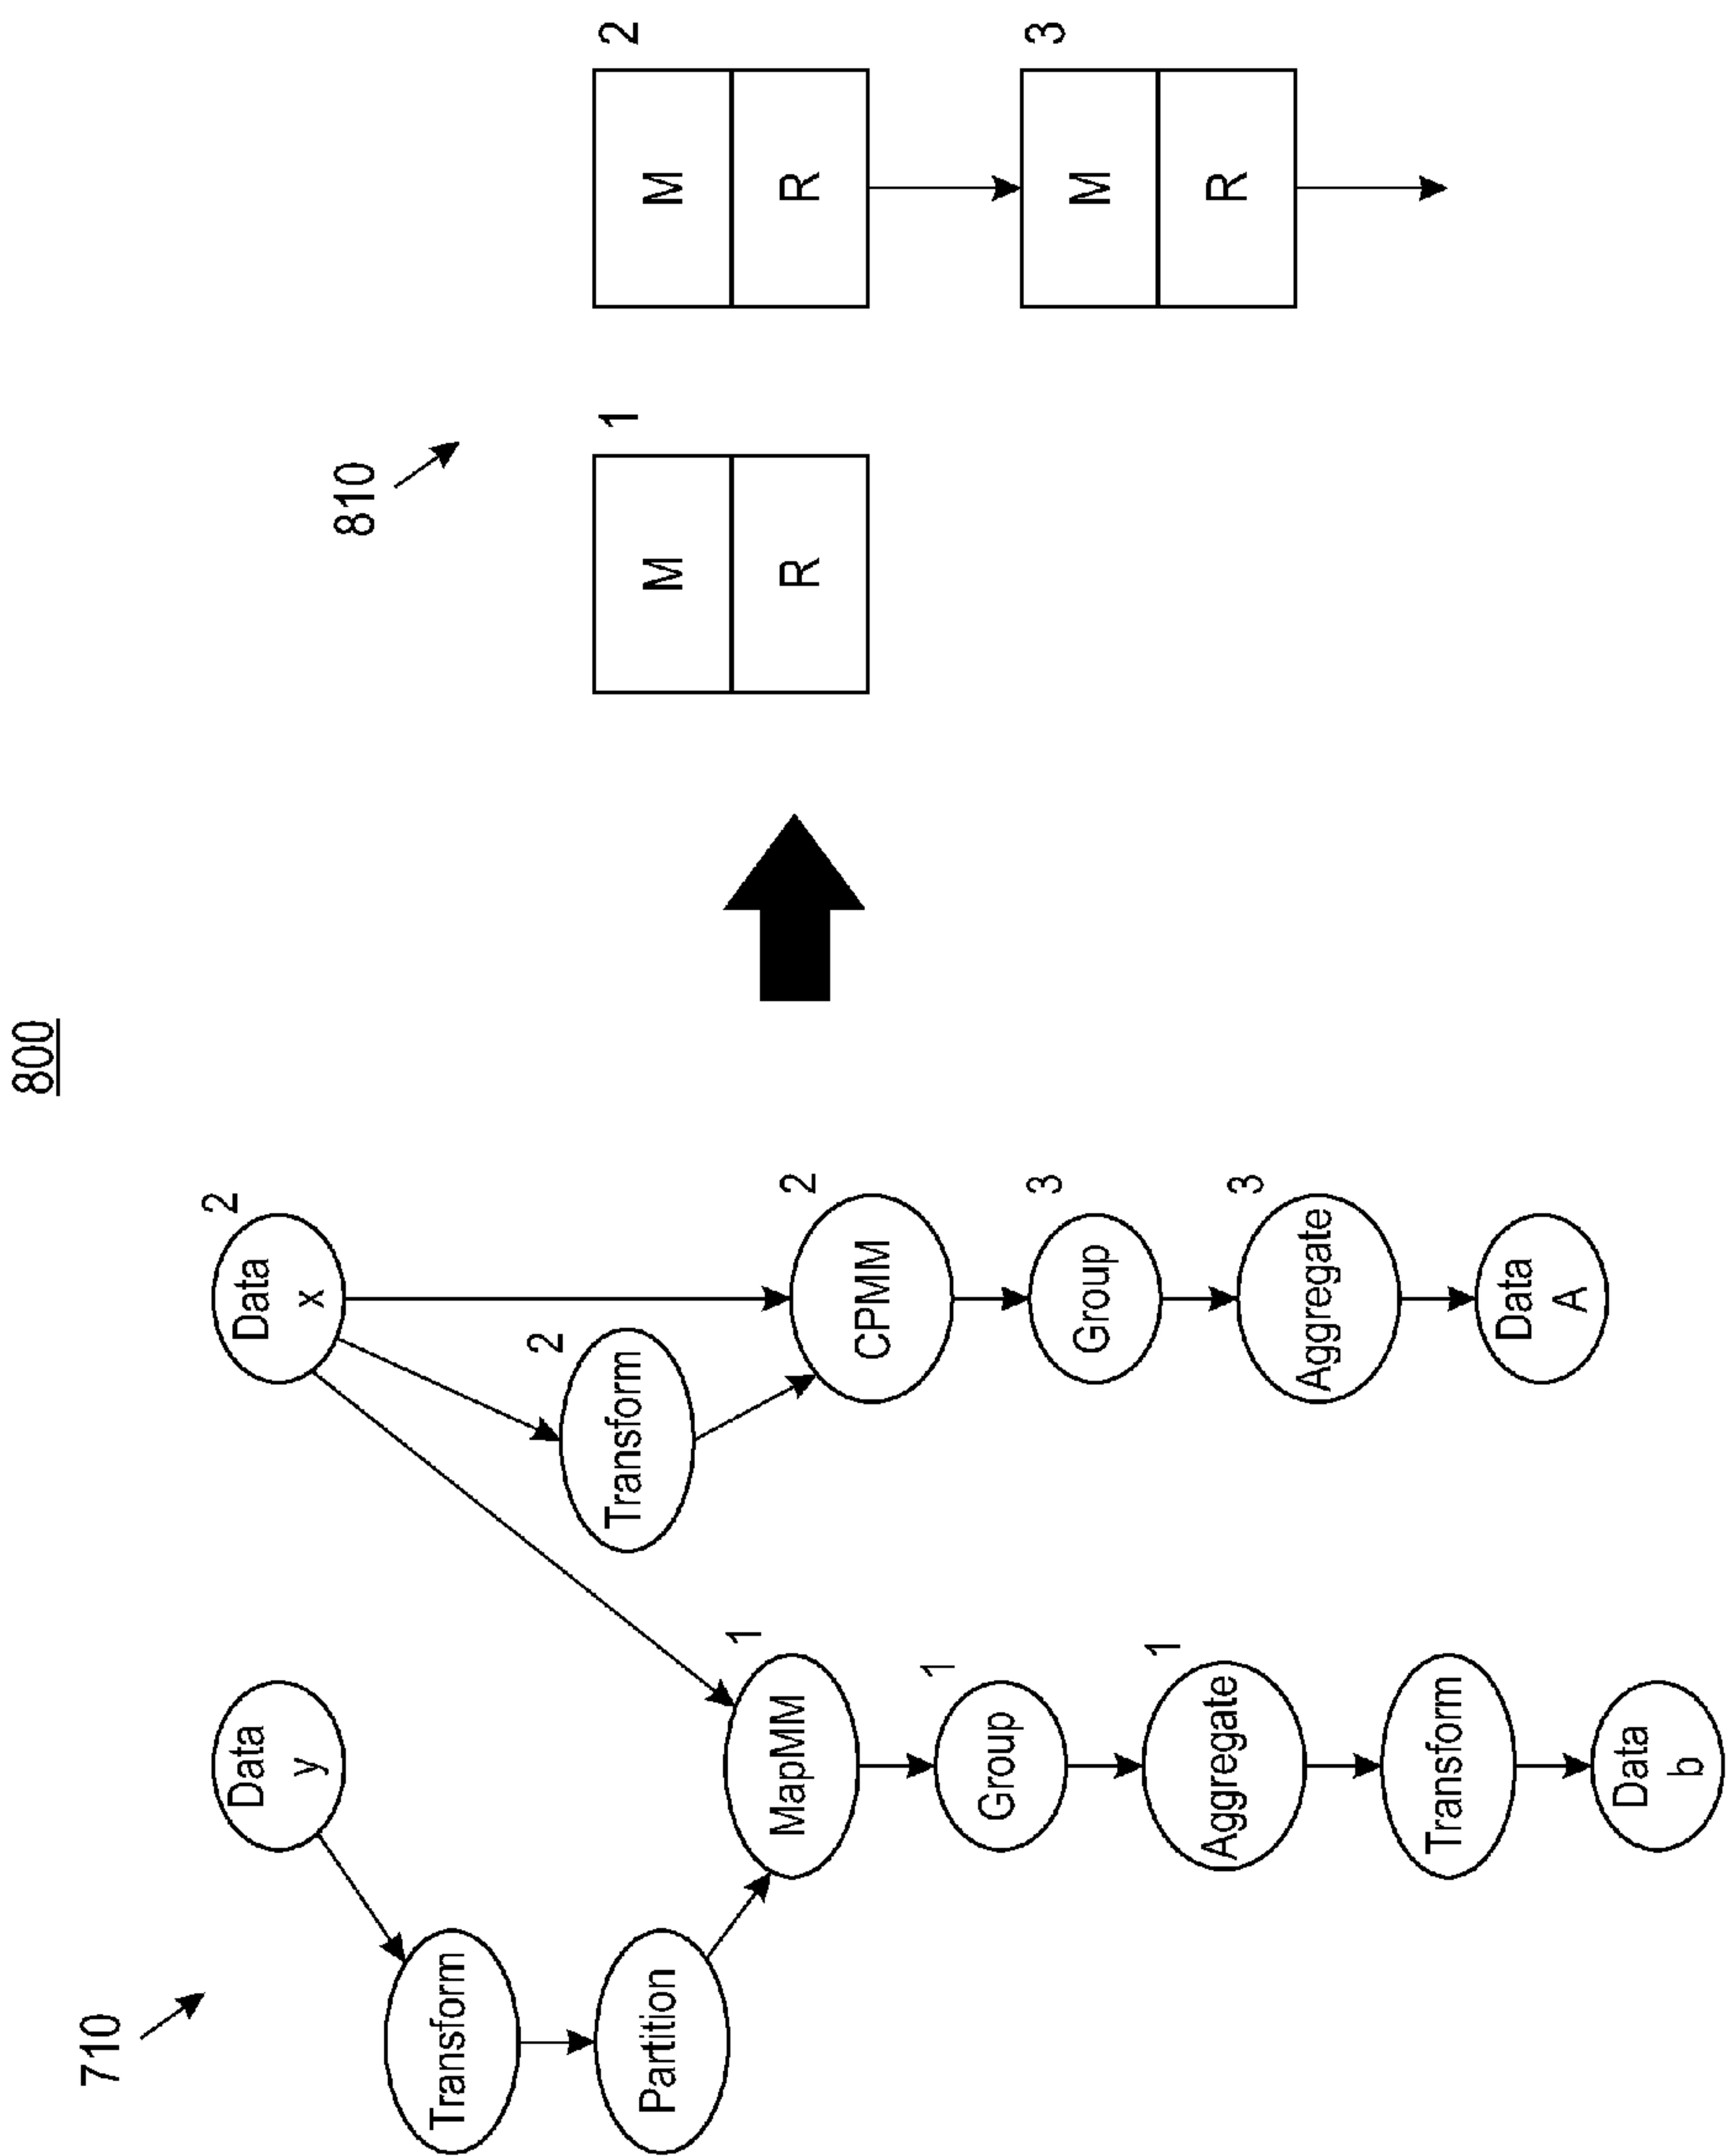 800
710
810
Data
y
Data
x
2
Transform
Partition
Transform
2
MapMM
1
CPMM
2
Group
1
Group
3
Aggregate
1
Aggregate
3
Transform
Data
b
Data
A
M
R
1
M
R
2
M
R
3